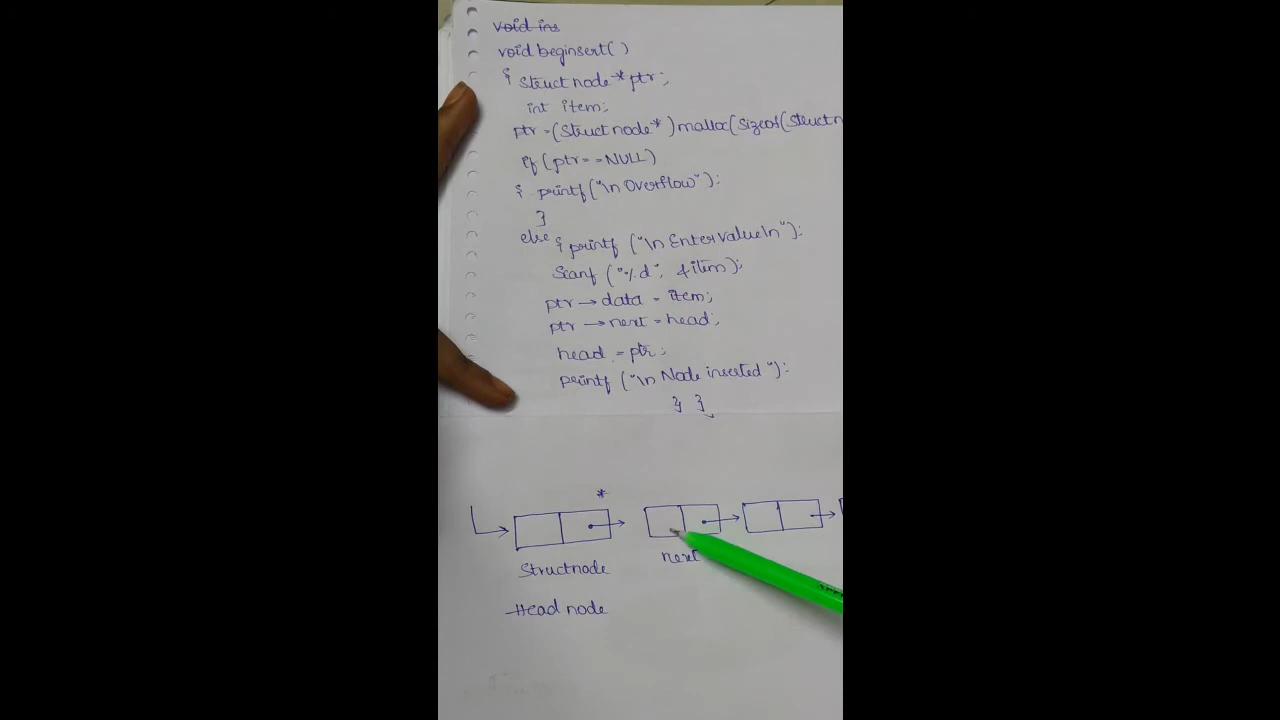 void ins
void beginsert()
{ Struct node *ptr;
int item;
ptr = (Struct node*) malloc(Sizeof(Struct n
if (ptr == NULL)
{ printf("\n Overflow");
}
else { printf ("\n Enter value\n");
Scanf ("%d", &item);
ptr → data = item;
ptr → next = head;
head = ptr;
printf ("\n Node inserted ");
} }
*
Structnode next
Head node